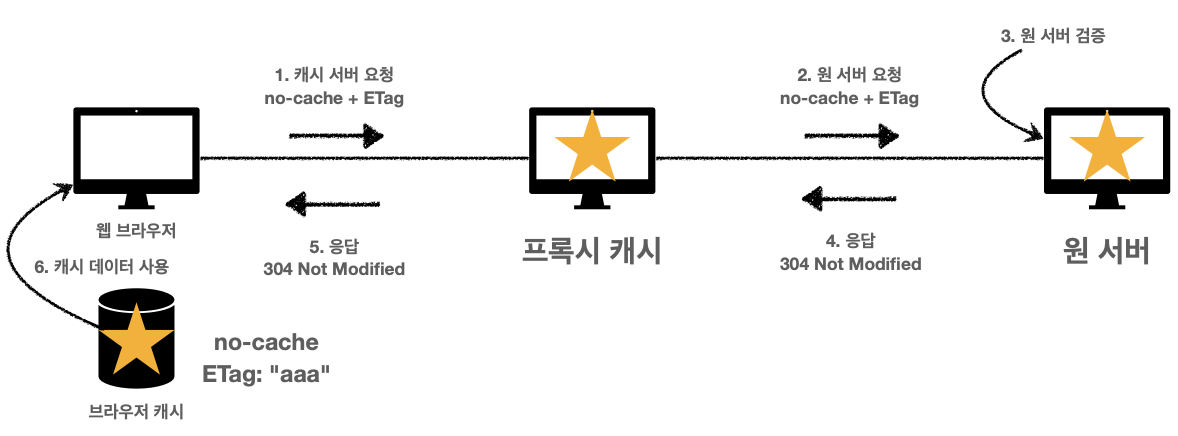 3. 원 서버 검증
1. 캐시 서버 요청
no-cache + ETag
2. 원 서버 요청
no-cache + ETag
웹 브라우저
5. 응답
304 Not Modified
프록시 캐시
4. 응답
304 Not Modified
원 서버
6. 캐시 데이터 사용
no-cache
ETag: "aaa"
브라우저 캐시